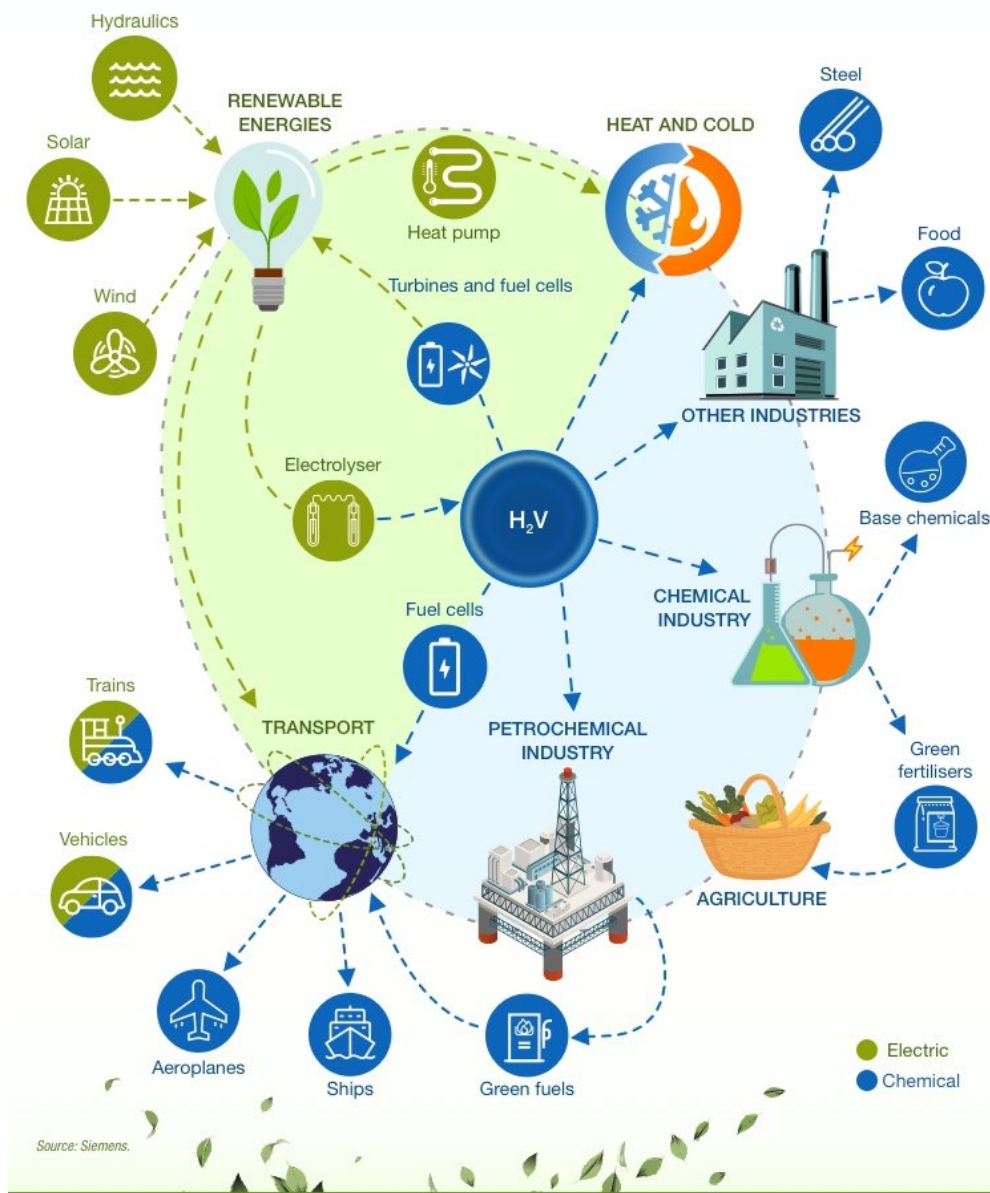 Hydraulics
RENEWABLE
ENERGIES
Solar
Wind
Heat pump
HEAT AND COLD
Steel
Food
Turbines and fuel cells
OTHER INDUSTRIES
Electrolyser
H₂V
Base chemicals
CHEMICAL
INDUSTRY
Fuel cells
Trains
TRANSPORT
PETROCHEMICAL
INDUSTRY
Green
fertilisers
Vehicles
AGRICULTURE
Aeroplanes
Ships
Green fuels
Electric
Chemical
Source: Siemens.